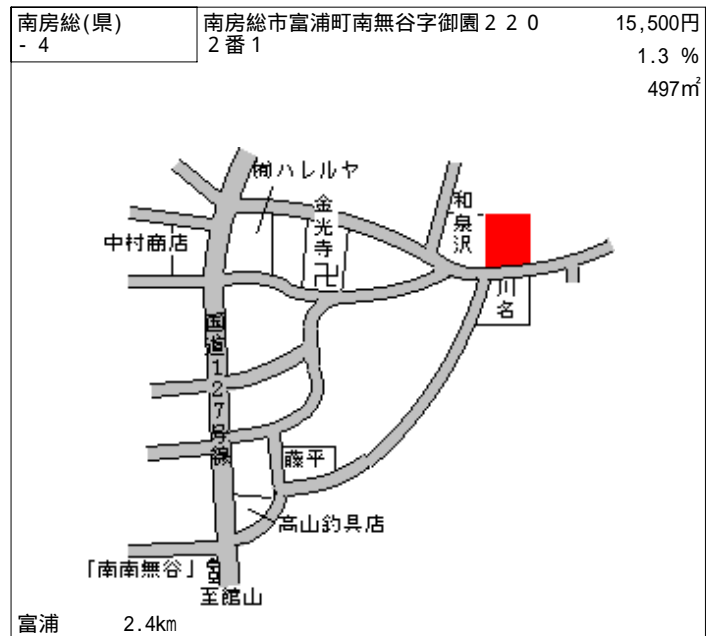 南房総(県)
- 4
南房総市富浦町南無谷字御園２２０
２番１
15,500円
1.3 %
497㎡
㈲ハレルヤ
金光寺
卍
和泉沢
中村商店
川名
国道127号線
藤平
高山釣具店
「南南無谷」
至館山
富浦 2.4km